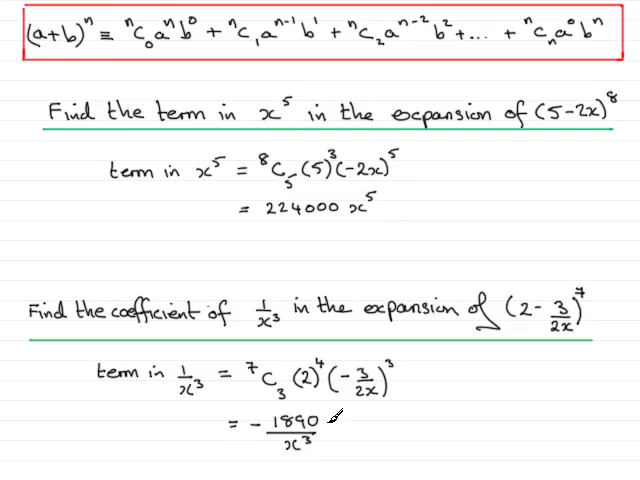 (a+b)ⁿ ≡ ⁿC₀aⁿb⁰ + ⁿC₁aⁿ⁻¹b¹ + ⁿC₂aⁿ⁻²b² + ... + ⁿCₙa⁰bⁿ
Find the term in x⁵ in the expansion of (5-2x)⁸
term in x⁵ = ⁸C₅(5)³(-2x)⁵
= 224000 x⁵
Find the coefficient of 1/x³ in the expansion of (2 - 3/2x)⁷
term in 1/x³ = ⁷C₃(2)⁴(-3/2x)³
= - 1890/x³